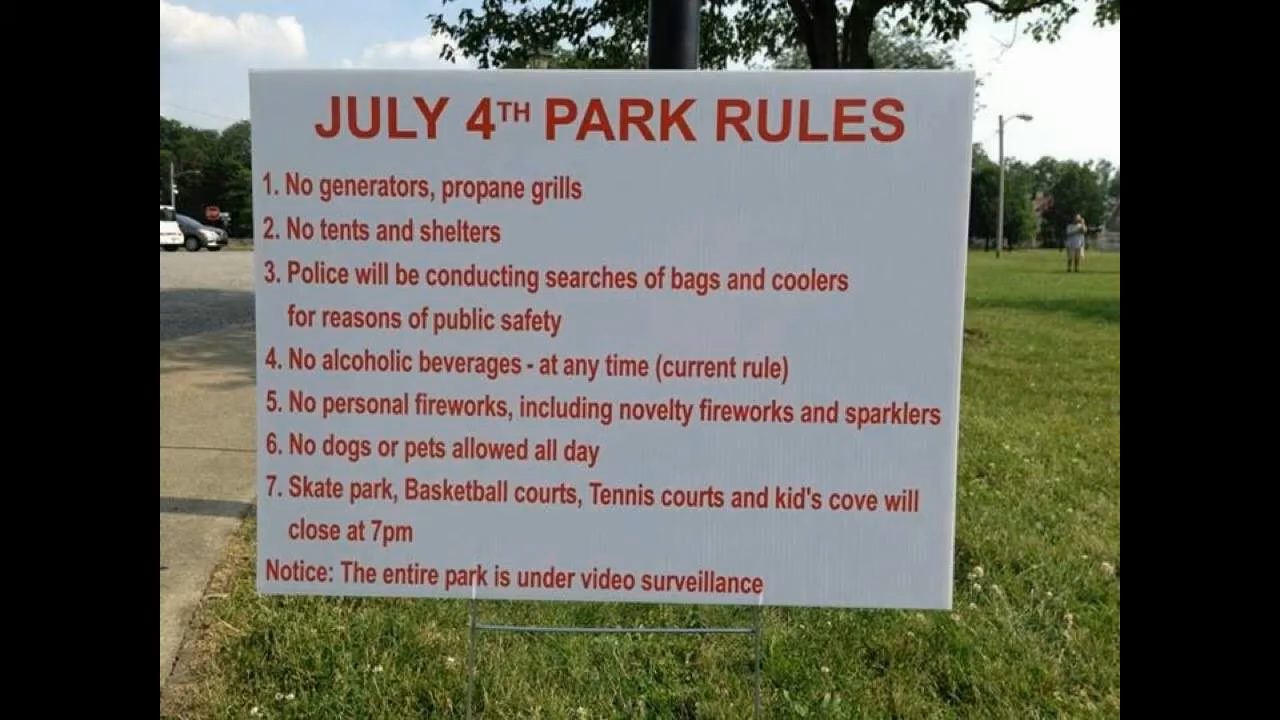 JULY 4TH PARK RULES
1. No generators, propane grills
2. No tents and shelters
3. Police will be conducting searches of bags and coolers
for reasons of public safety
4. No alcoholic beverages - at any time (current rule)
5. No personal fireworks, including novelty fireworks and sparklers
6. No dogs or pets allowed all day
7. Skate park, Basketball courts, Tennis courts and kid's cove will
close at 7pm
Notice: The entire park is under video surveillance